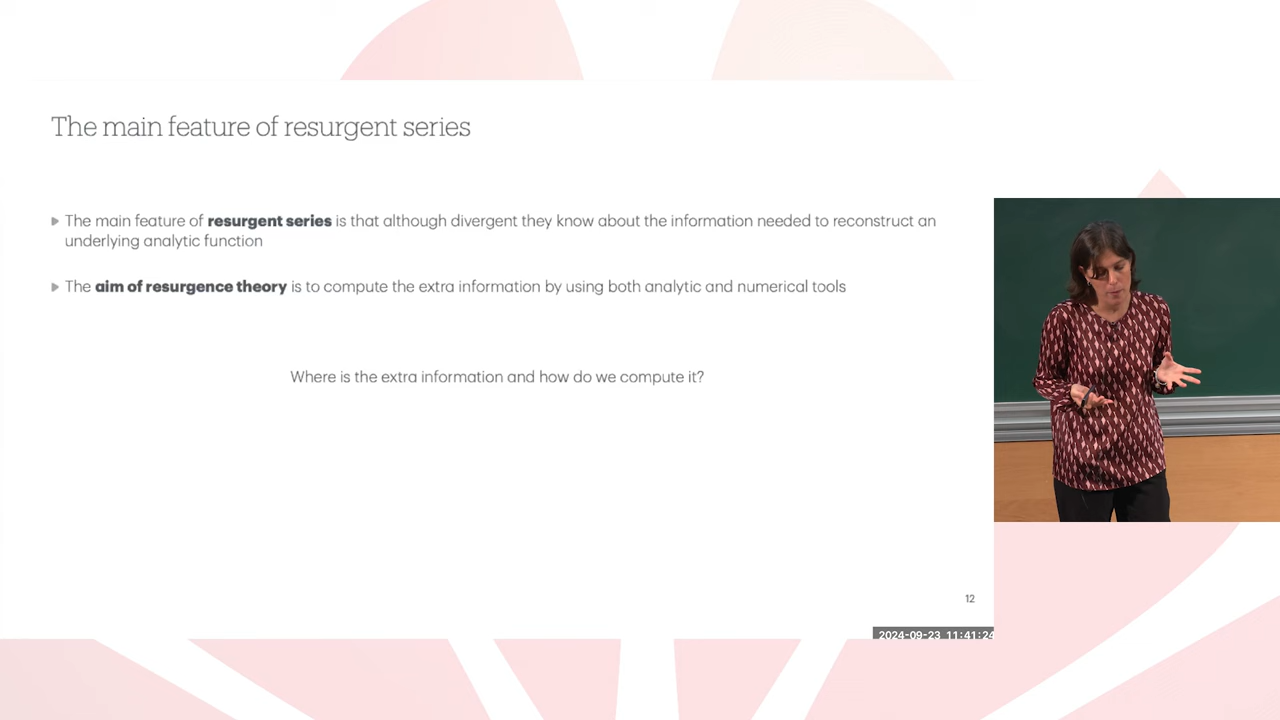 The main feature of resurgent series
The main feature of resurgent series is that although divergent they know about the information needed to reconstruct an
underlying analytic function
The aim of resurgence theory is to compute the extra information by using both analytic and numerical tools
Where is the extra information and how do we compute it?
12
2024-09-23 11:41:24